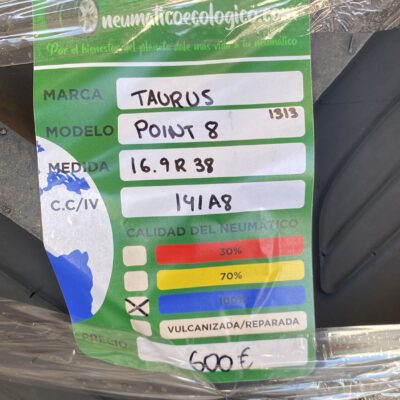 neumaticoecologico.com
Por el bienestar del planeta dale más vida a tu neumático
MARCA TAURUS
1313
MODELO POINT 8
MEDIDA 16.9 R 38
C.C/IV 141A8
CALIDAD DEL NEUMÁTICO
30%
70%
100%
VULCANIZADA/REPARADA
PRECIO 600 €